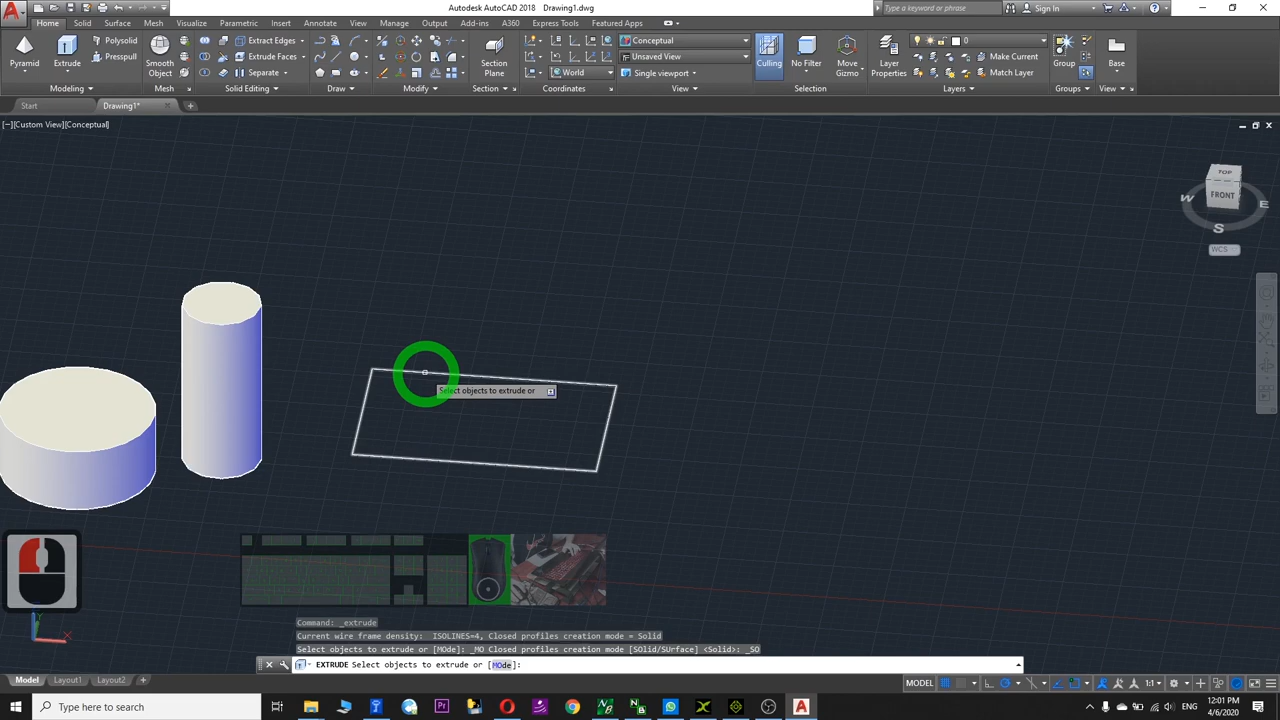 Autodesk AutoCAD 2018 Drawing1.dwg
Type a keyword or phrase
Sign In
Home Solid Surface Mesh Visualize Parametric Insert Annotate View Manage Output Add-ins A360 Express Tools Featured Apps
Pyramid
Extrude
Polysolid
Presspull
Smooth
Object
Extrude Edges
Extrude Faces
Separate
Section
Plane
World
Conceptual
Unsaved View
Single viewport
Culling
No Filter
Move
Gizmo
Layer
Properties
0
Make Current
Match Layer
Group
Base
Modeling Mesh Solid Editing Draw Modify Section Coordinates View Selection Layers Groups View
Start Drawing1*
[−][Custom View][Conceptual]
TOP
FRONT
W
E
S
WCS
Select objects to extrude or
Command: _extrude
Current wire frame density: ISOLINES=4, Closed profiles creation mode = Solid
Select objects to extrude or [MOde]: _MO Closed profiles creation mode [SOlid/SUrface] <Solid>: _SO
EXTRUDE Select objects to extrude or [MOde]:
Model Layout1 Layout2
MODEL
1:1
Type here to search
12:01 PM
4/6/2020